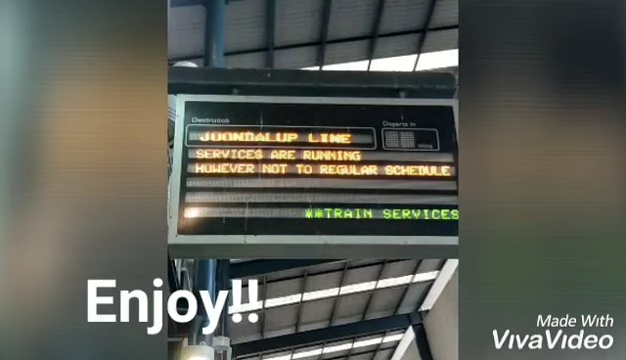 Destination
Departs in
JOONDALUP LINE
mins
SERVICES ARE RUNNING
HOWEVER NOT TO REGULAR SCHEDULE
**TRAIN SERVICES
Enjoy!!
Made With
VivaVideo